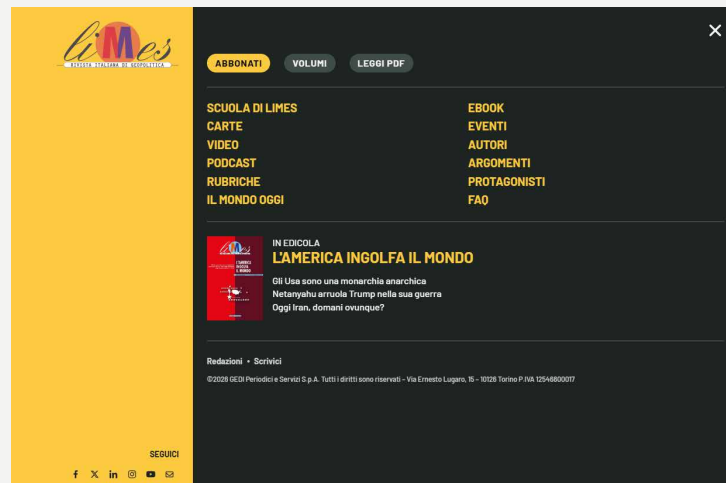 limes
RIVISTA ITALIANA DI GEOPOLITICA
ABBONATI
VOLUMI
LEGGI PDF
SCUOLA DI LIMES
CARTE
VIDEO
PODCAST
RUBRICHE
IL MONDO OGGI
EBOOK
EVENTI
AUTORI
ARGOMENTI
PROTAGONISTI
FAQ
IN EDICOLA
L'AMERICA INGOLFA IL MONDO
Gli Usa sono una monarchia anarchica
Netanyahu arruola Trump nella sua guerra
Oggi Iran, domani ovunque?
Redazioni • Scrivici
©2026 GEDI Periodici e Servizi S.p.A. Tutti i diritti sono riservati – Via Ernesto Lugaro, 15 – 10126 Torino P.IVA 12546800017
SEGUICI